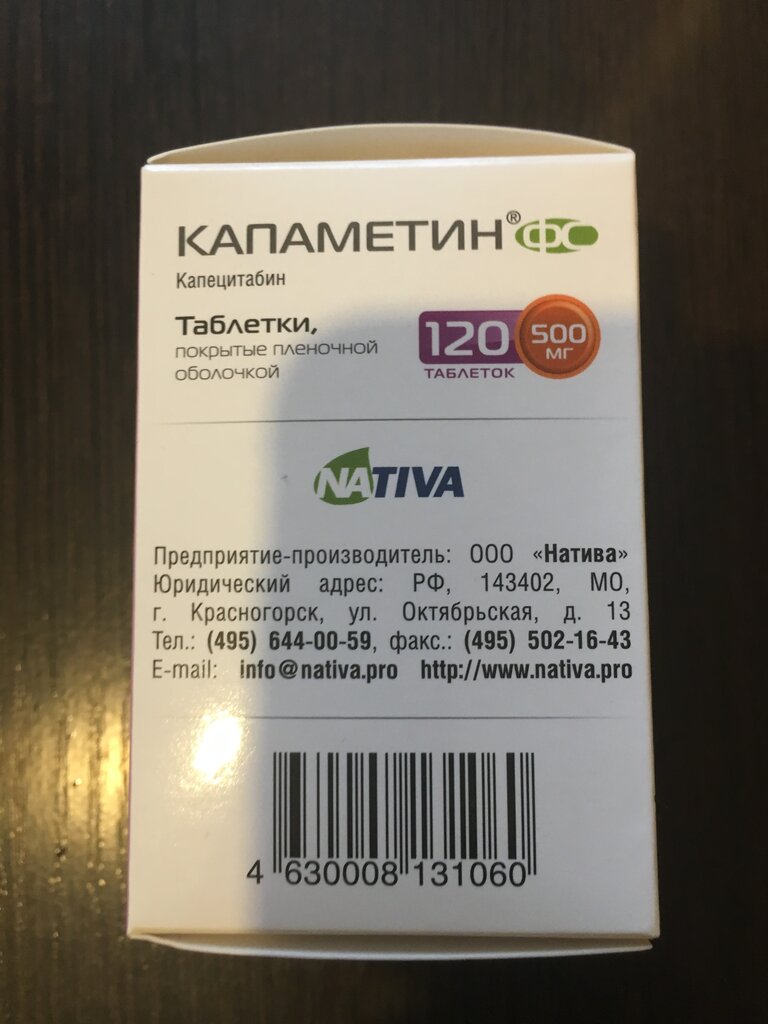 КАПАМЕТИН® ФС
Капецитабин
Таблетки,
покрытые пленочной
оболочкой
120
ТАБЛЕТОК
500
МГ
NATIVA
Предприятие-производитель: ООО «Натива»
Юридический адрес: РФ, 143402, МО,
г. Красногорск, ул. Октябрьская, д. 13
Тел.: (495) 644-00-59, факс.: (495) 502-16-43
E-mail: info@nativa.pro http://www.nativa.pro
4 630008 131060